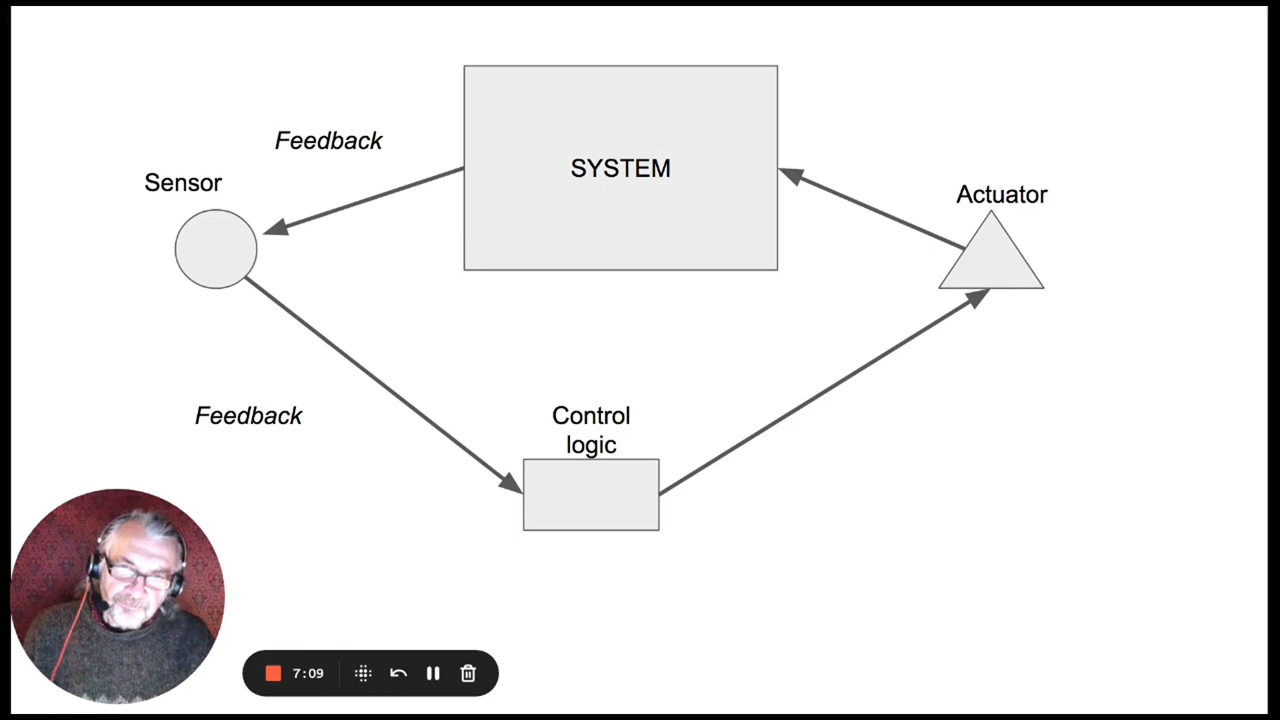 Feedback
SYSTEM
Sensor
Actuator
Feedback
Control
logic
7:09